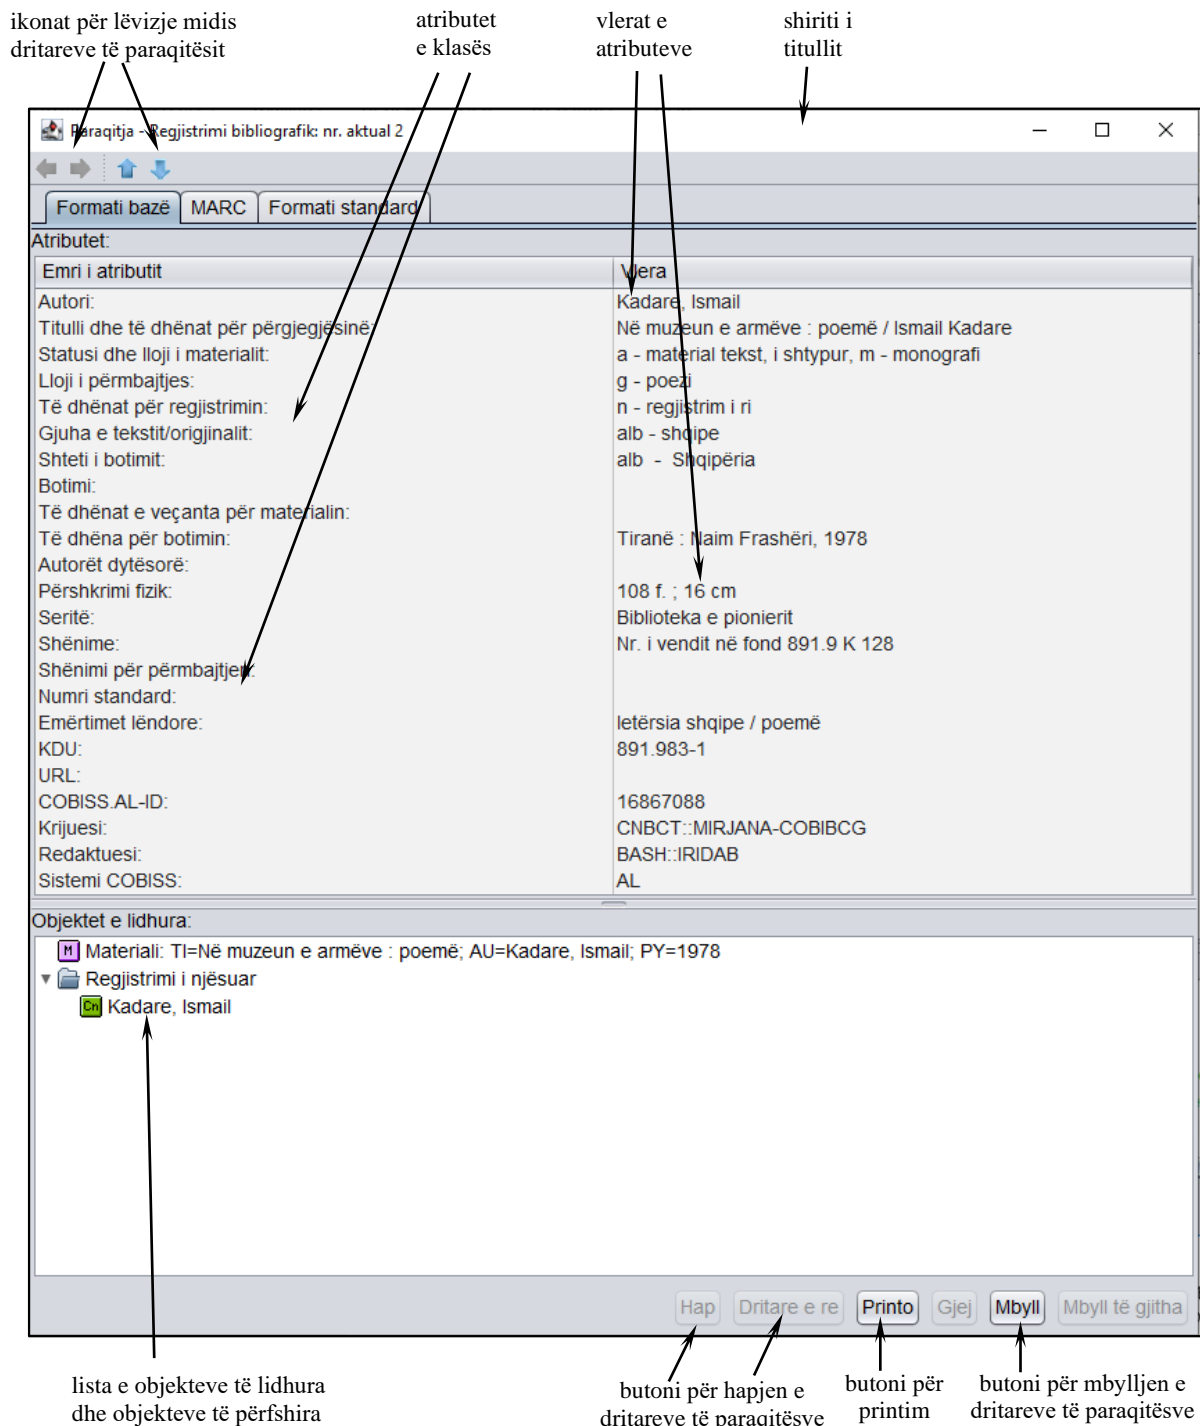 ikonat për lëvizje midis
dritareve të paraqitësit
atributet
e klasës
vlerat e
atributeve
shiriti i
titullit
Paraqitja - Regjistrimi bibliografik: nr. aktual 2
Formati bazë MARC Formati standard
Atributet:
Emri i atributit Vlera
Autori: Kadare, Ismail
Titulli dhe të dhënat për përgjegjësinë: Në muzeun e armëve : poemë / Ismail Kadare
Statusi dhe lloji i materialit: a - material tekst, i shtypur, m - monografi
Lloji i përmbajtjes: g - poezi
Të dhënat për regjistrimin: n - regjistrim i ri
Gjuha e tekstit/origjinalit: alb - shqipe
Shteti i botimit: alb - Shqipëria
Botimi:
Të dhënat e veçanta për materialin:
Të dhëna për botimin: Tiranë : Naim Frashëri, 1978
Autorët dytësorë:
Përshkrimi fizik: 108 f. ; 16 cm
Seritë: Biblioteka e pionierit
Shënime: Nr. i vendit në fond 891.9 K 128
Shënimi për përmbajtjen:
Numri standard:
Emërtimet lëndore: letërsia shqipe / poemë
KDU: 891.983-1
URL:
COBISS.AL-ID: 16867088
Krijuesi: CNBCT::MIRJANA-COBIBCG
Redaktuesi: BASH::IRIDAB
Sistemi COBISS: AL
Objektet e lidhura:
M Materiali: TI=Në muzeun e armëve : poemë; AU=Kadare, Ismail; PY=1978
Regjistrimi i njësuar
Cn Kadare, Ismail
Hap Dritare e re Printo Gjej Mbyll Mbyll të gjitha
lista e objekteve të lidhura
dhe objekteve të përfshira
butoni për hapjen e
dritareve të paraqitësve
butoni për
printim
butoni për mbylljen e
dritareve të paraqitësve